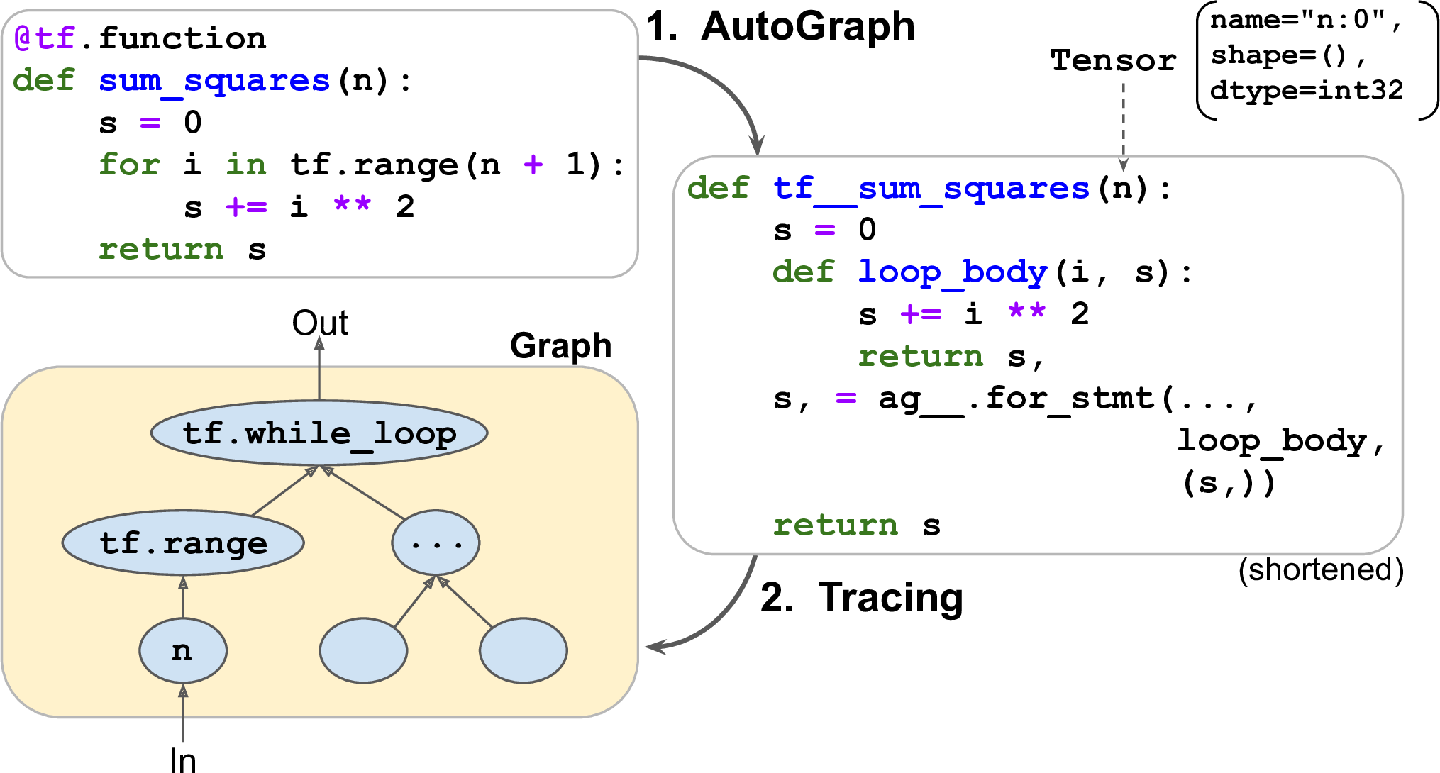 @tf.function
def sum_squares(n):
    s = 0
    for i in tf.range(n + 1):
        s += i ** 2
    return s
1. AutoGraph
Tensor
name="n:0",
shape=(),
dtype=int32
def tf__sum_squares(n):
    s = 0
    def loop_body(i, s):
        s += i ** 2
        return s,
    s, = ag__.for_stmt(...,
                       loop_body,
                       (s,))
    return s
(shortened)
2. Tracing
Graph
Out
tf.while_loop
tf.range
...
n
In